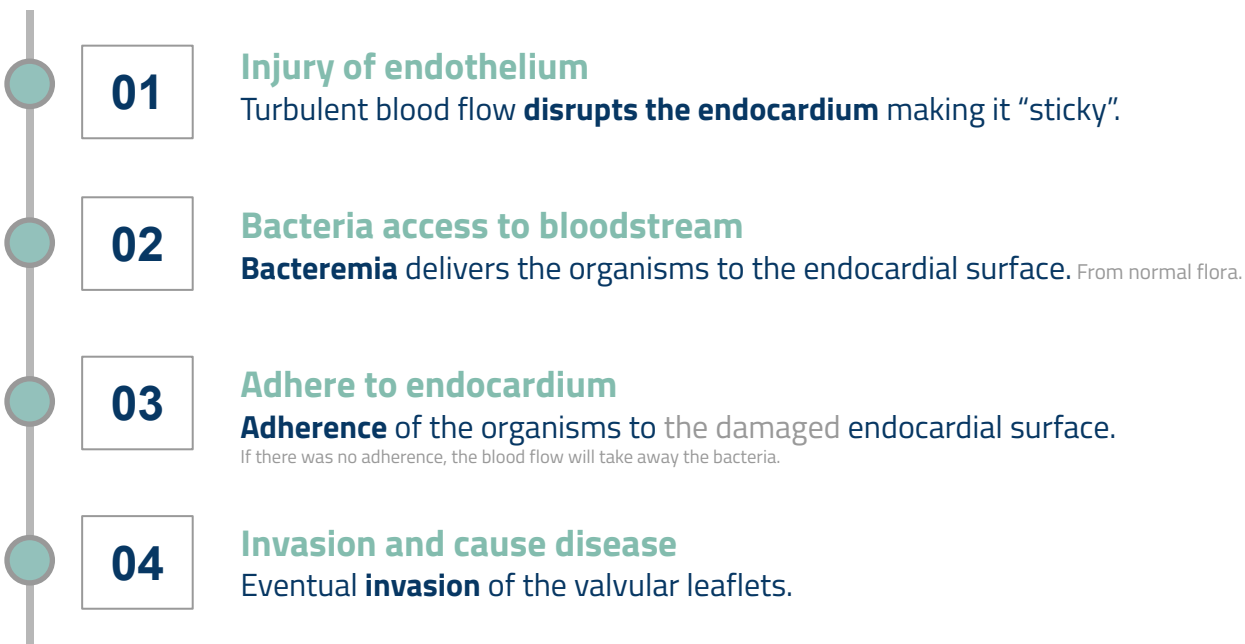 01
Injury of endothelium
Turbulent blood flow disrupts the endocardium making it “sticky”.
02
Bacteria access to bloodstream
Bacteremia delivers the organisms to the endocardial surface. From normal flora.
03
Adhere to endocardium
Adherence of the organisms to the damaged endocardial surface.
If there was no adherence, the blood flow will take away the bacteria.
04
Invasion and cause disease
Eventual invasion of the valvular leaflets.